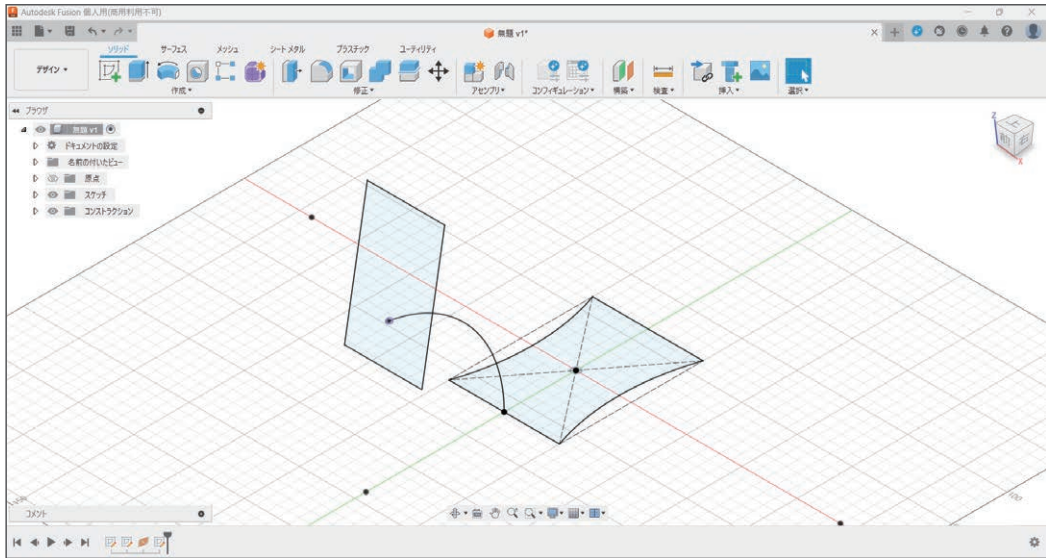 Autodesk Fusion 個人用(商用利用不可)
無題 v1*
ソリッド サーフェス メッシュ シート メタル プラスチック ユーティリティ
デザイン
作成 修正 アセンブリ コンフィギュレーション 構築 検査 挿入 選択
ブラウザ
無題 v1
ドキュメントの設定
名前の付いたビュー
原点
スケッチ
コンストラクション
Z
上
前 右
X
100
コメント